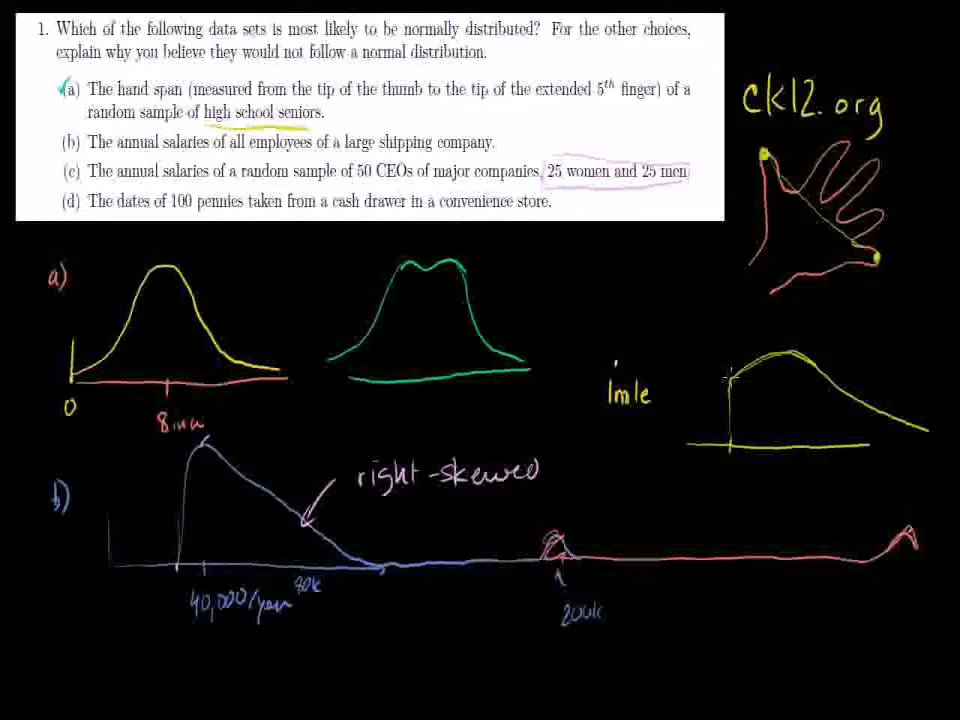 1. Which of the following data sets is most likely to be normally distributed? For the other choices,
explain why you believe they would not follow a normal distribution.
(a) The hand span (measured from the tip of the thumb to the tip of the extended 5th finger) of a
random sample of high school seniors.
(b) The annual salaries of all employees of a large shipping company.
(c) The annual salaries of a random sample of 50 CEOs of major companies, 25 women and 25 men
(d) The dates of 100 pennies taken from a cash drawer in a convenience store.
ck12.org
a)
0
8
b)
right-skewed
40,000/year
80k
200k